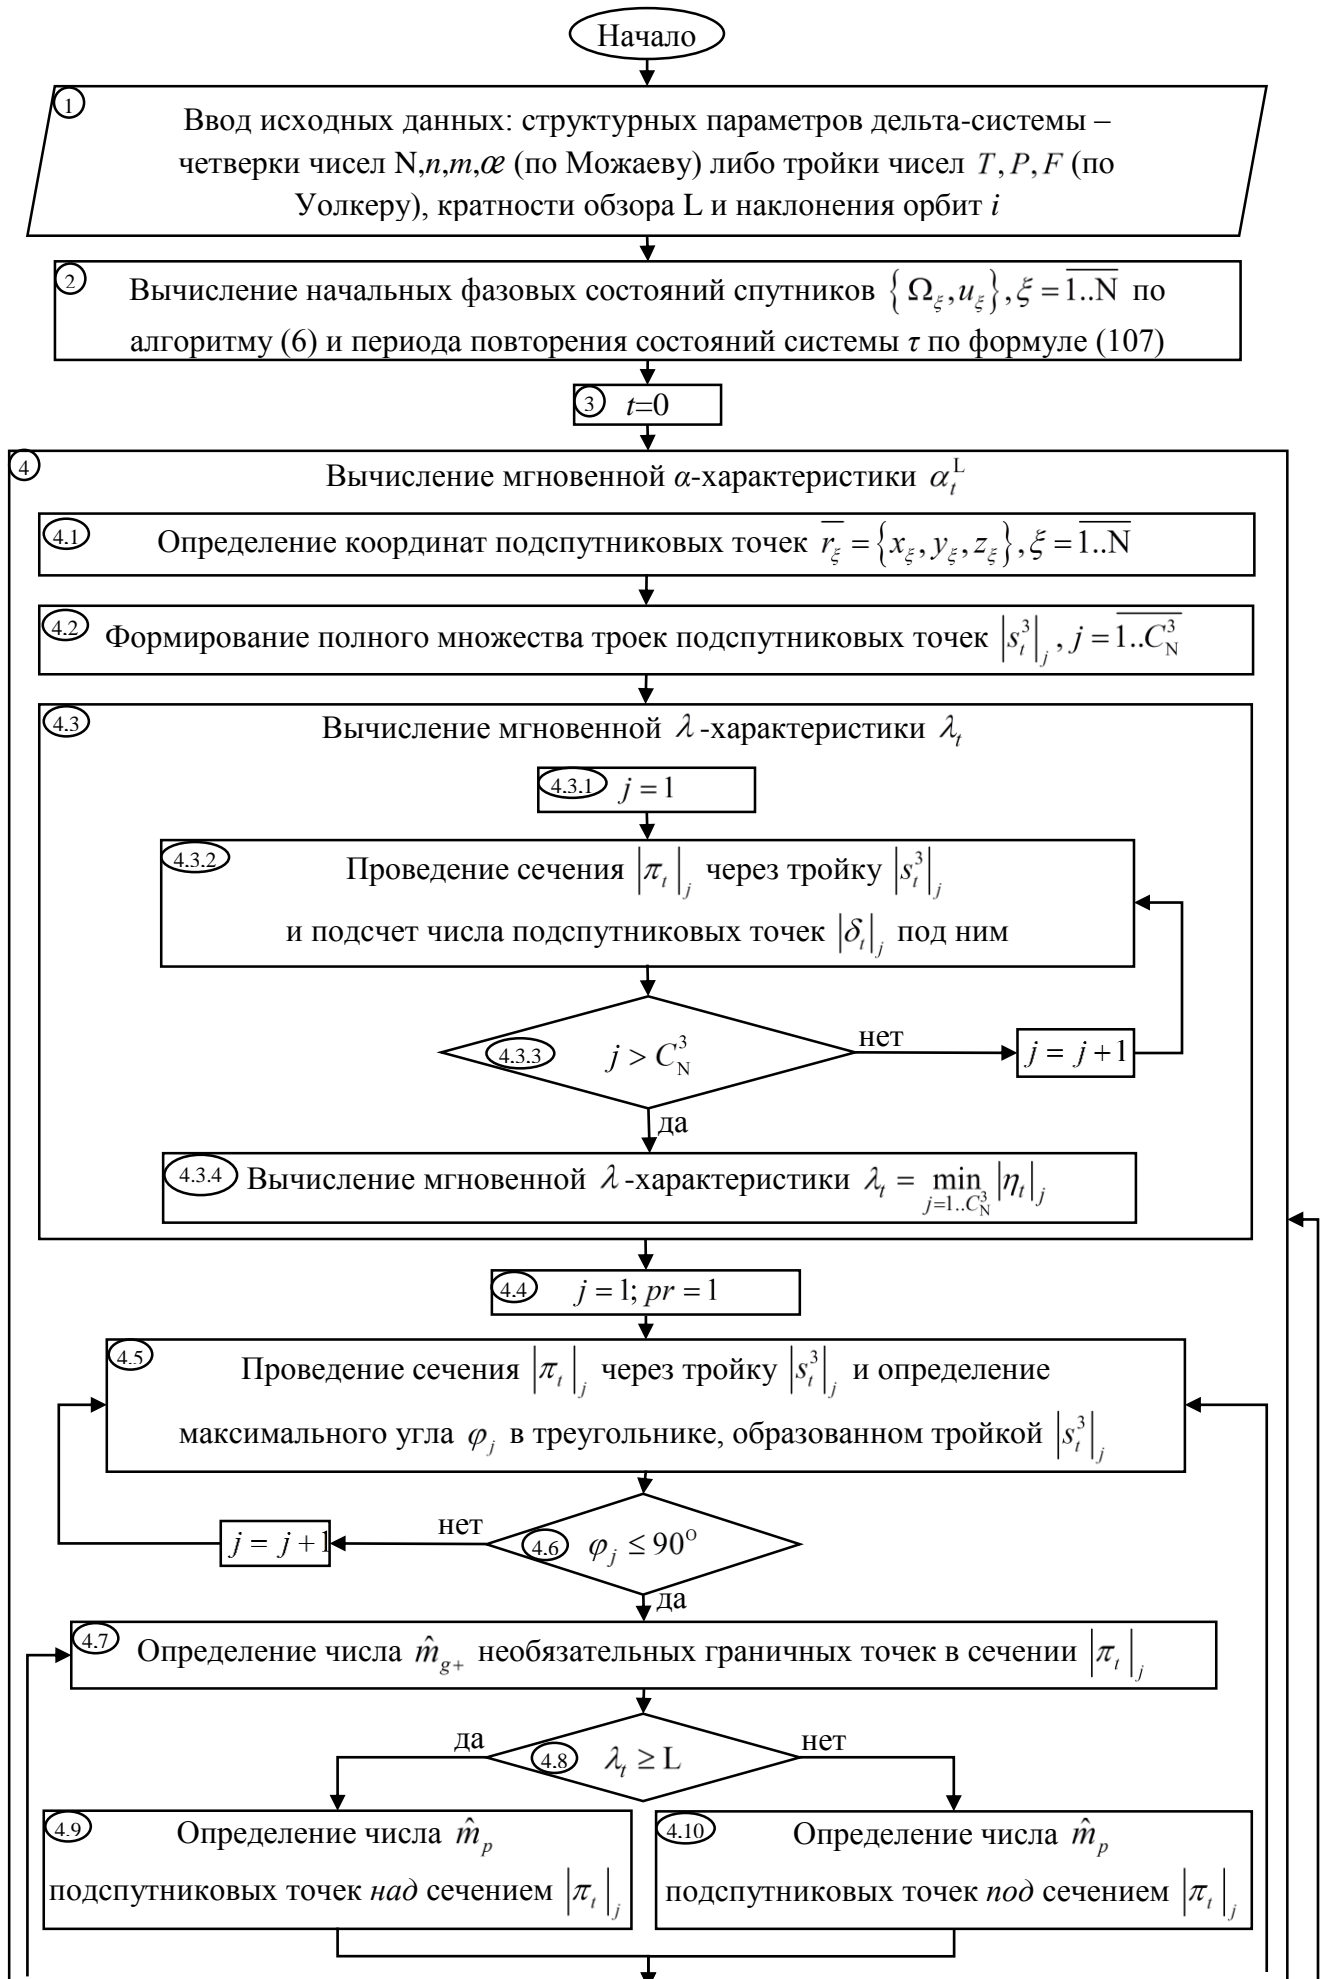 Начало
1
Ввод исходных данных: структурных параметров дельта-системы –
четверки чисел N,n,m,æ (по Можаеву) либо тройки чисел T, P, F (по
Уолкеру), кратности обзора L и наклонения орбит i
2
Вычисление начальных фазовых состояний спутников {Ω_ξ, u_ξ}, ξ = \overline{1..N} по
алгоритму (6) и периода повторения состояний системы τ по формуле (107)
3 t=0
4
Вычисление мгновенной α-характеристики α_t^L
4.1 Определение координат подспутниковых точек \overline{r_ξ} = {x_ξ, y_ξ, z_ξ}, ξ = \overline{1..N}
4.2 Формирование полного множества троек подспутниковых точек |s_t^3|_j, j = \overline{1..C_N^3}
4.3 Вычисление мгновенной λ-характеристики λ_t
4.3.1 j = 1
4.3.2
Проведение сечения |π_t|_j через тройку |s_t^3|_j
и подсчет числа подспутниковых точек |δ_t|_j под ним
4.3.3 j > C_N^3
нет
j = j+1
да
4.3.4 Вычисление мгновенной λ-характеристики λ_t = min_{j=1..C_N^3} |η_t|_j
4.4 j = 1; pr = 1
4.5
Проведение сечения |π_t|_j через тройку |s_t^3|_j и определение
максимального угла φ_j в треугольнике, образованном тройкой |s_t^3|_j
нет
j = j+1
4.6 φ_j ≤ 90°
да
4.7 Определение числа m̂_{g+} необязательных граничных точек в сечении |π_t|_j
да
4.8 λ_t ≥ L
нет
4.9 Определение числа m̂_p
подспутниковых точек над сечением |π_t|_j
4.10 Определение числа m̂_p
подспутниковых точек под сечением |π_t|_j